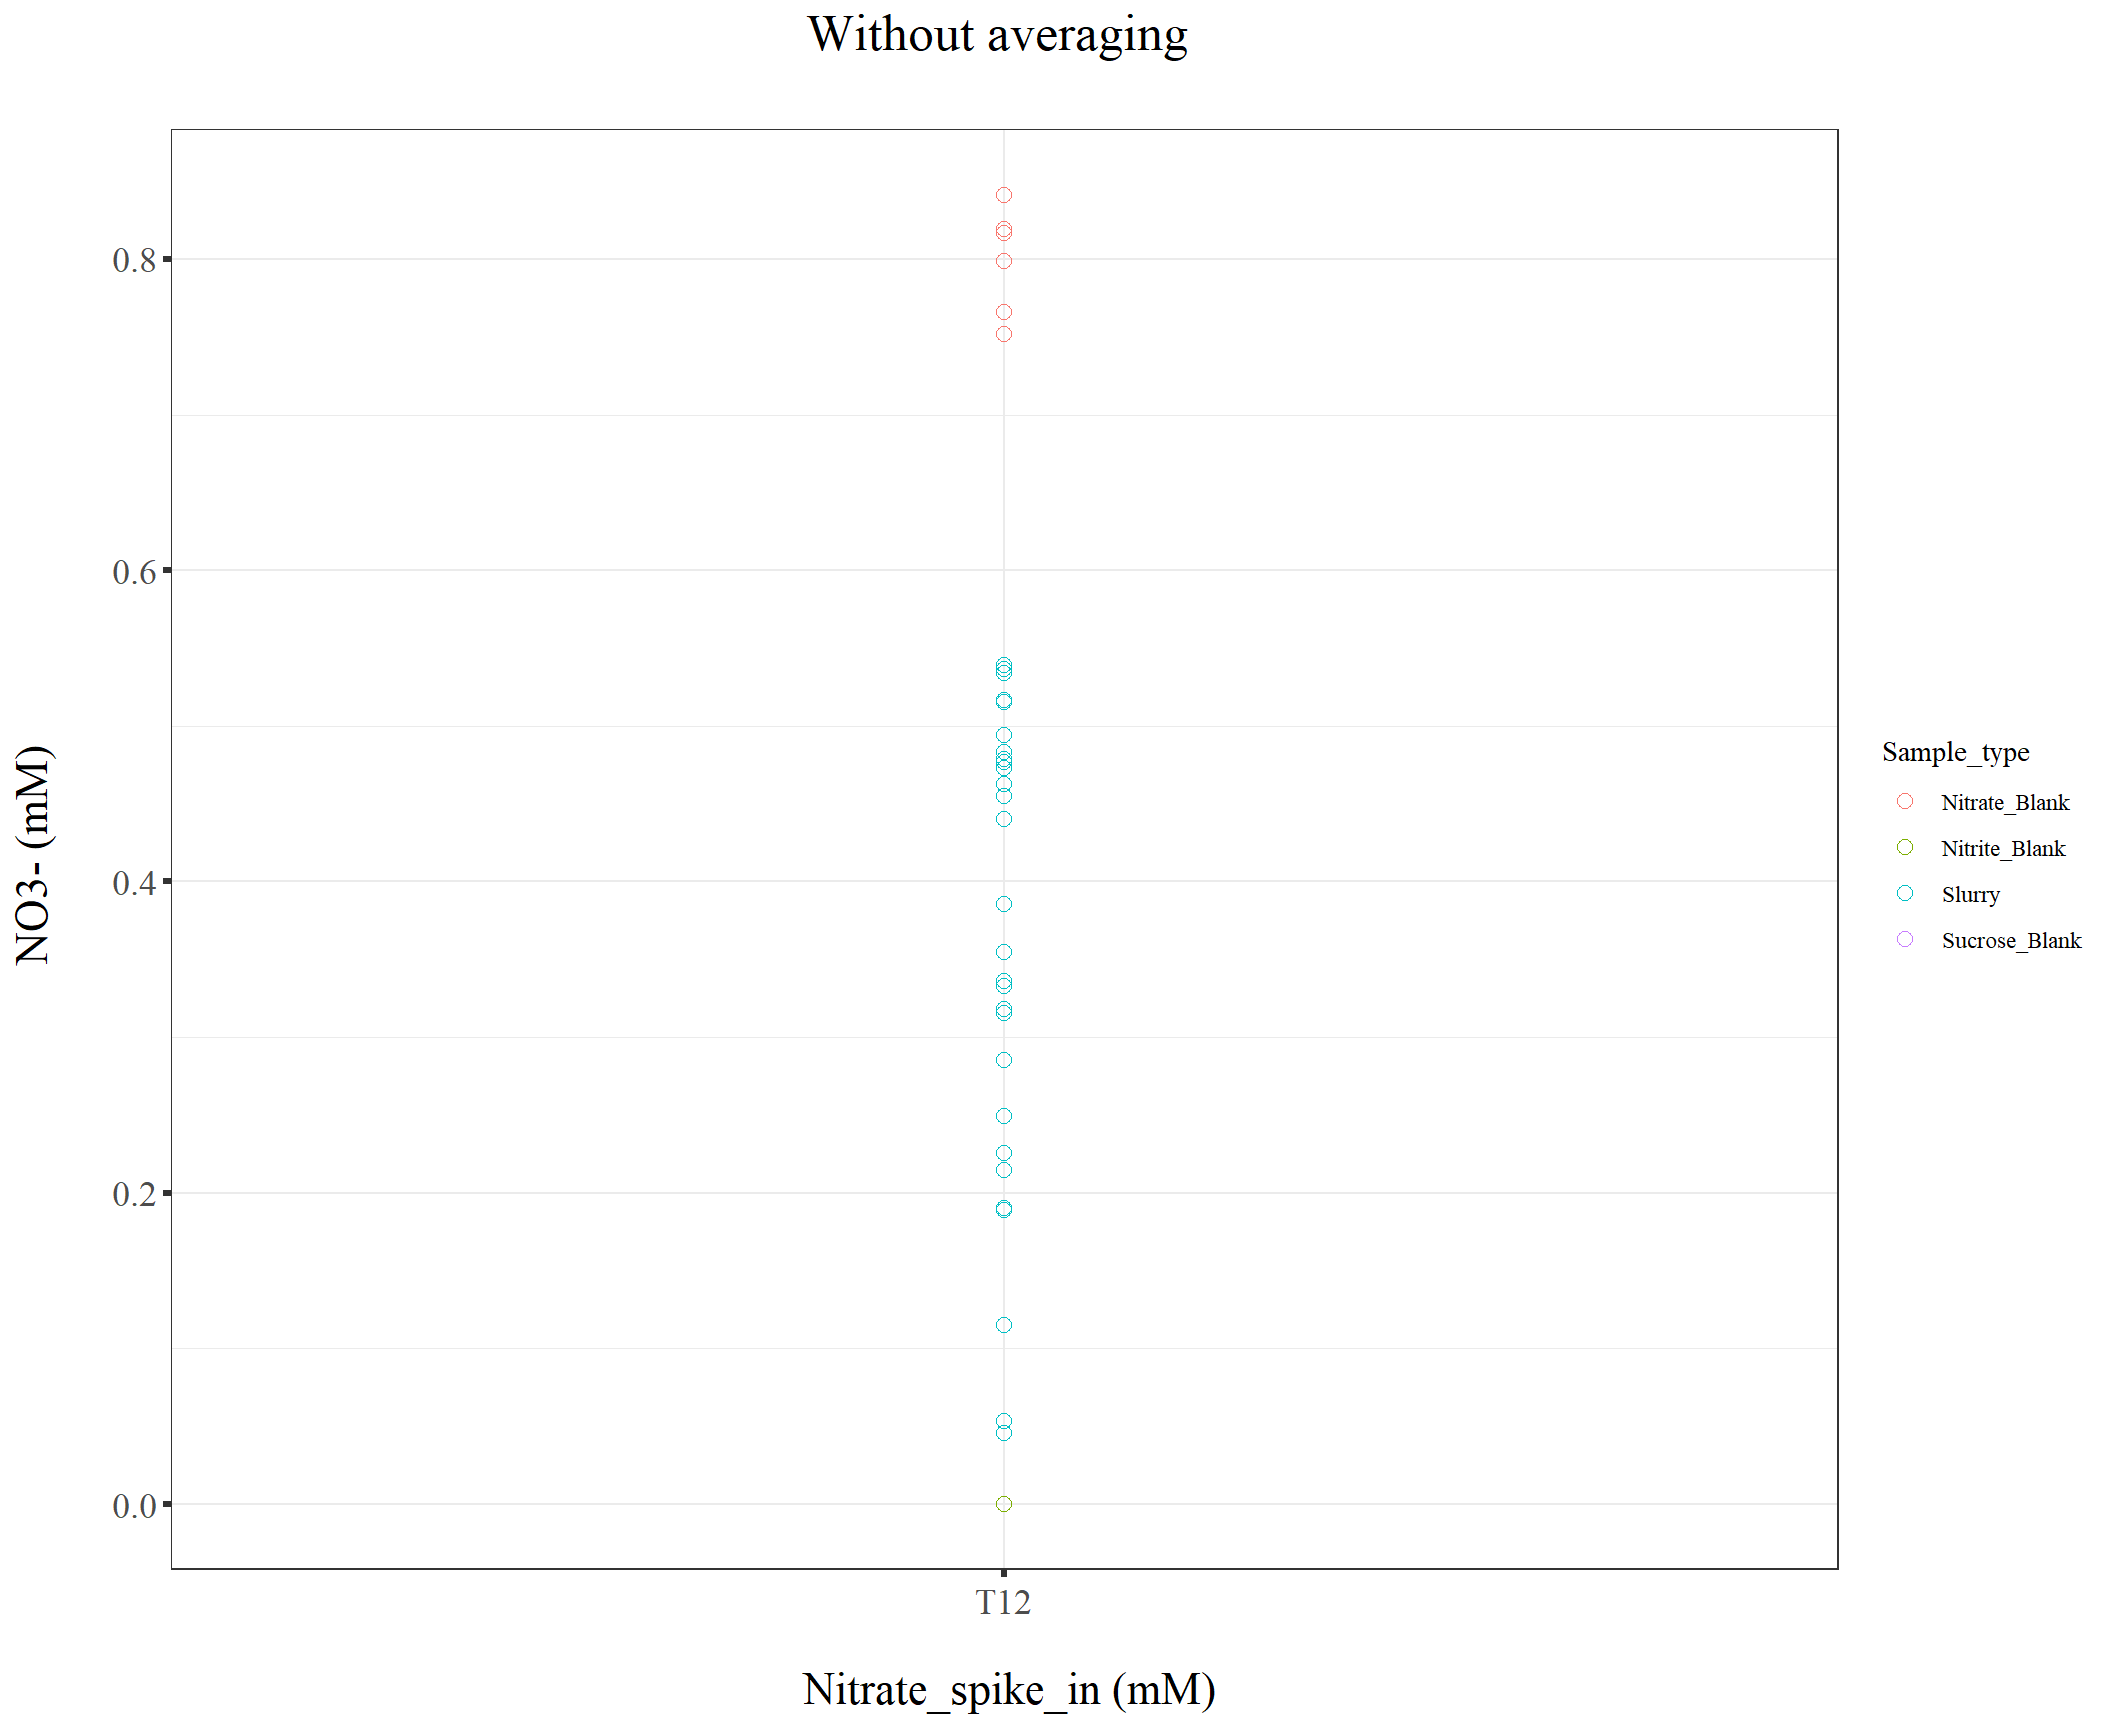 Without averaging
NO3- (mM)
0.8
0.6
0.4
0.2
0.0
T12
Nitrate_spike_in (mM)
Sample_type
Nitrate_Blank
Nitrite_Blank
Slurry
Sucrose_Blank